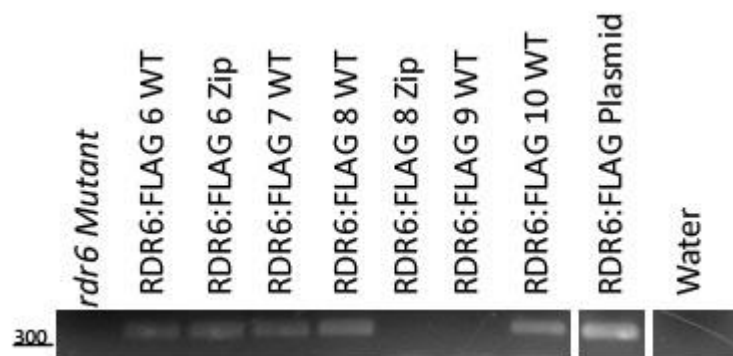 rdr6 Mutant
RDR6:FLAG 6 WT
RDR6:FLAG 6 Zip
RDR6:FLAG 7 WT
RDR6:FLAG 8 WT
RDR6:FLAG 8 Zip
RDR6:FLAG 9 WT
RDR6:FLAG 10 WT
RDR6:FLAG Plasmid
Water
300